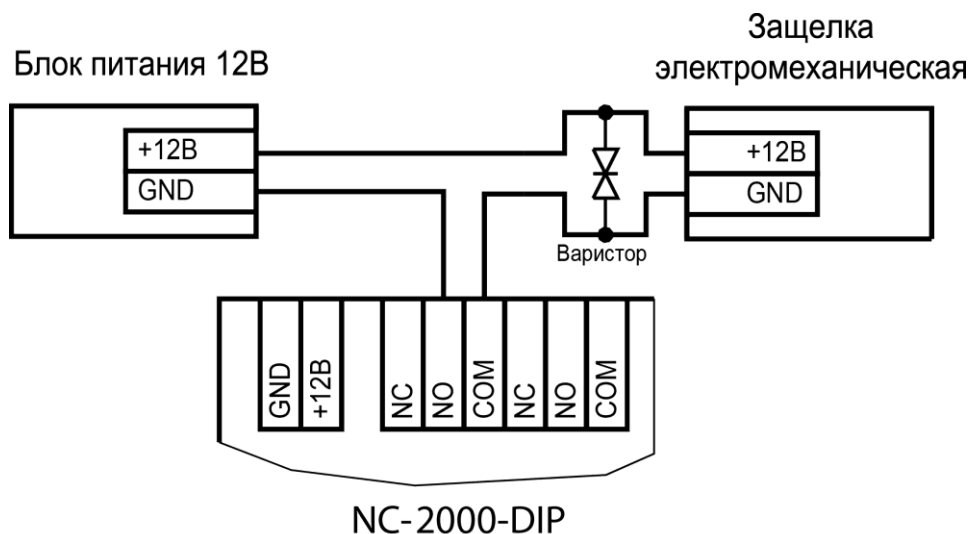 Защелка
электромеханическая
Блок питания 12В
+12В
GND
+12В
GND
Варистор
GND
+12В
NC
NO
COM
NC
NO
COM
NC-2000-DIP